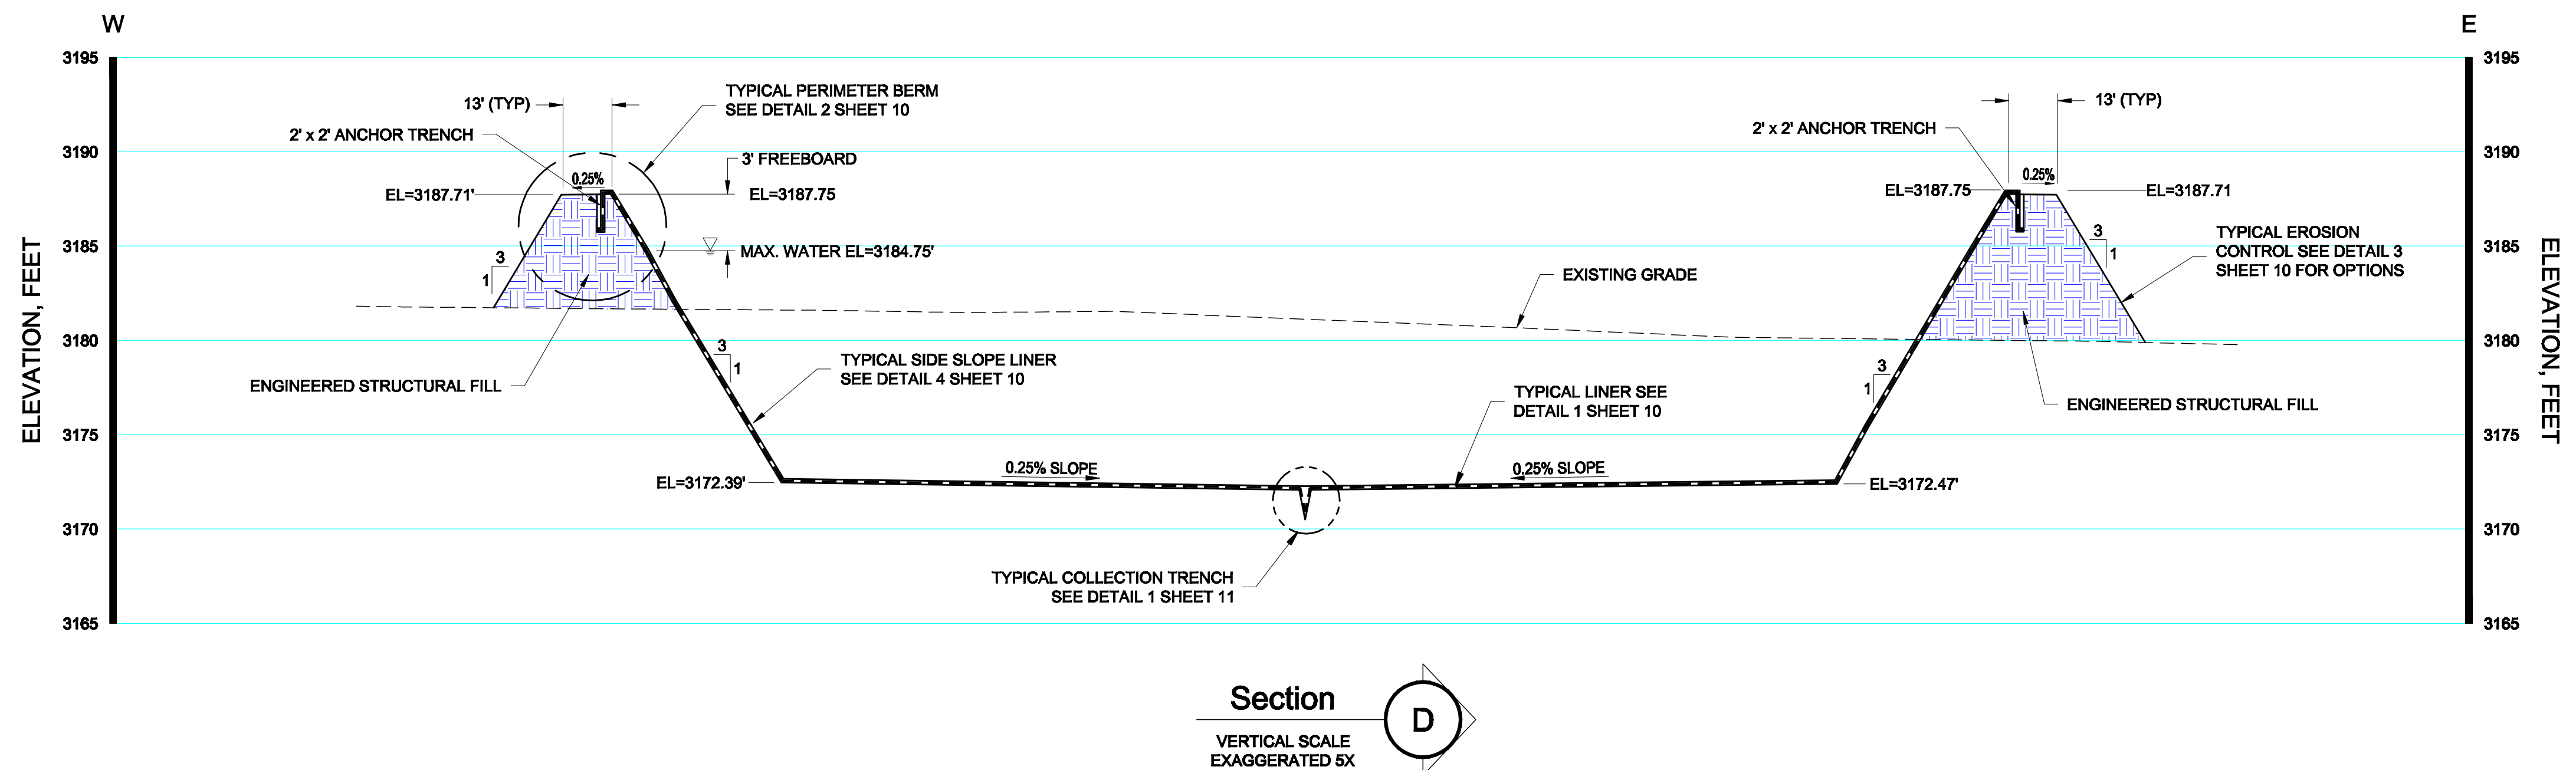 W
E
3195
3195
TYPICAL PERIMETER BERM
SEE DETAIL 2 SHEET 10
13' (TYP)
13' (TYP)
2' x 2' ANCHOR TRENCH
2' x 2' ANCHOR TRENCH
3190
3190
3' FREEBOARD
0.25%
0.25%
EL=3187.71'
EL=3187.75
EL=3187.75
EL=3187.71
3185
3185
MAX. WATER EL=3184.75'
TYPICAL EROSION
CONTROL SEE DETAIL 3
SHEET 10 FOR OPTIONS
3
1
3
1
EXISTING GRADE
ELEVATION, FEET
ELEVATION, FEET
3180
3180
3
1
TYPICAL SIDE SLOPE LINER
SEE DETAIL 4 SHEET 10
3
1
ENGINEERED STRUCTURAL FILL
TYPICAL LINER SEE
DETAIL 1 SHEET 10
ENGINEERED STRUCTURAL FILL
3175
3175
0.25% SLOPE
0.25% SLOPE
EL=3172.39'
EL=3172.47'
3170
3170
TYPICAL COLLECTION TRENCH
SEE DETAIL 1 SHEET 11
3165
3165
Section
D
VERTICAL SCALE
EXAGGERATED 5X